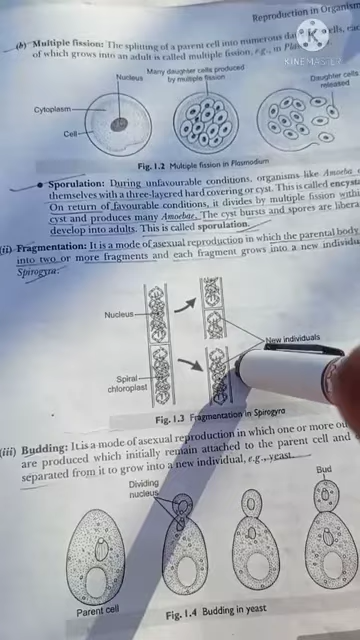 Reproduction in Organism
(b) Multiple fission: The splitting of a parent cell into numerous
of which grows into an adult is called multiple fission, e.g., in
K
KINEMASTER
Many daughter cells produced
by multiple fission
Nucleus
Daughter cells
released
Cytoplasm
Cell
Fig. 1.2 Multiple fission in Plasmodium
• Sporulation: During unfavourable conditions, organisms like Amoeba
themselves with a three-layered hard covering or cyst. This is called
On return of favourable conditions, it divides by multiple fission
cyst and produces many Amoebae. The cyst bursts and spores are
develop into adults. This is called sporulation.
(ii) Fragmentation: It is a mode of asexual reproduction in which the parental body
into two or more fragments and each fragment grows into a new
Spirogyra.
Nucleus
New individuals
Spiral
chloroplast
Fig. 1.3 Fragmentation in Spirogyra
(iii) Budding: It is a mode of asexual reproduction in which one or more
are produced which initially remain attached to the parent cell and
separated from it to grow into a new individual, e.g., yeast.
Dividing
nucleus
Bud
Parent cell
Fig. 1.4 Budding in yeast